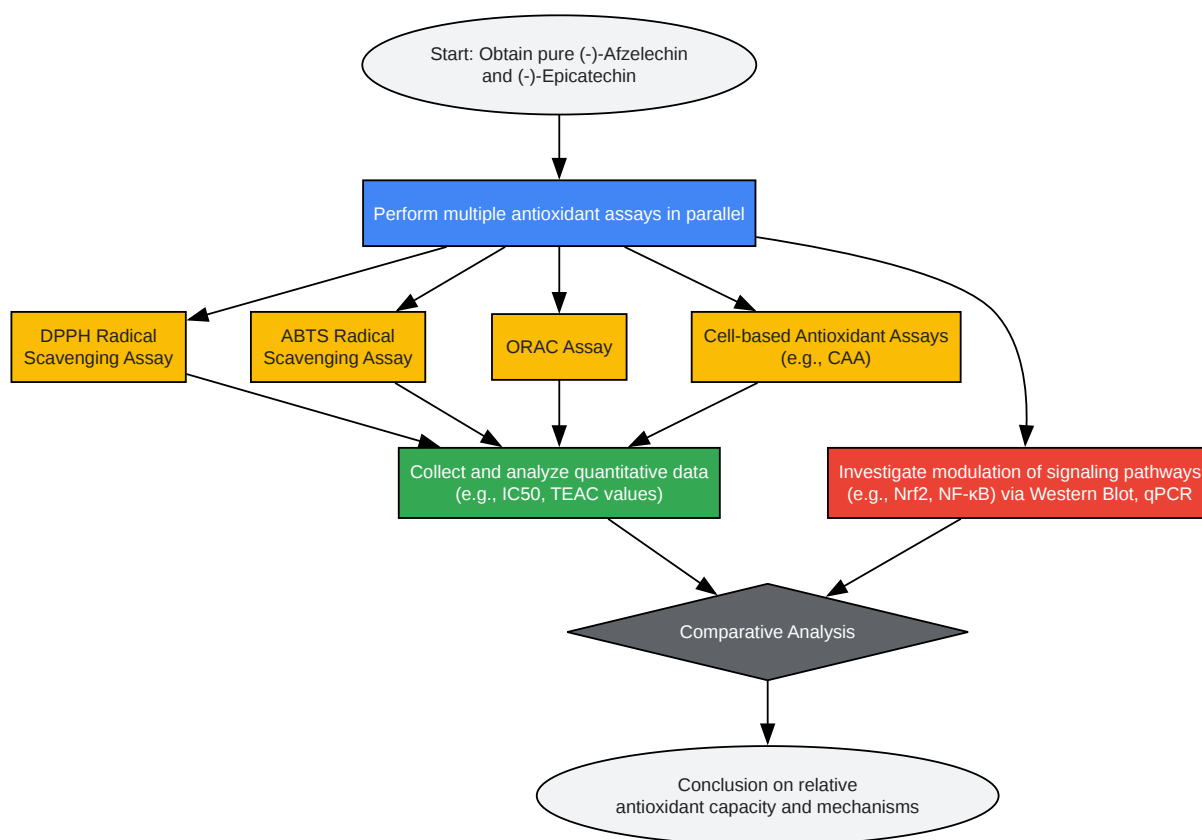 Start: Obtain pure (-)-Afzelechin
and (-)-Epicatechin
Perform multiple antioxidant assays in parallel
DPPH Radical
Scavenging Assay
ABTS Radical
Scavenging Assay
ORAC Assay
Cell-based Antioxidant Assays
(e.g., CAA)
Collect and analyze quantitative data
(e.g., IC50, TEAC values)
Investigate modulation of signaling pathways
(e.g., Nrf2, NF-κB) via Western Blot, qPCR
Comparative Analysis
Conclusion on relative
antioxidant capacity and mechanisms